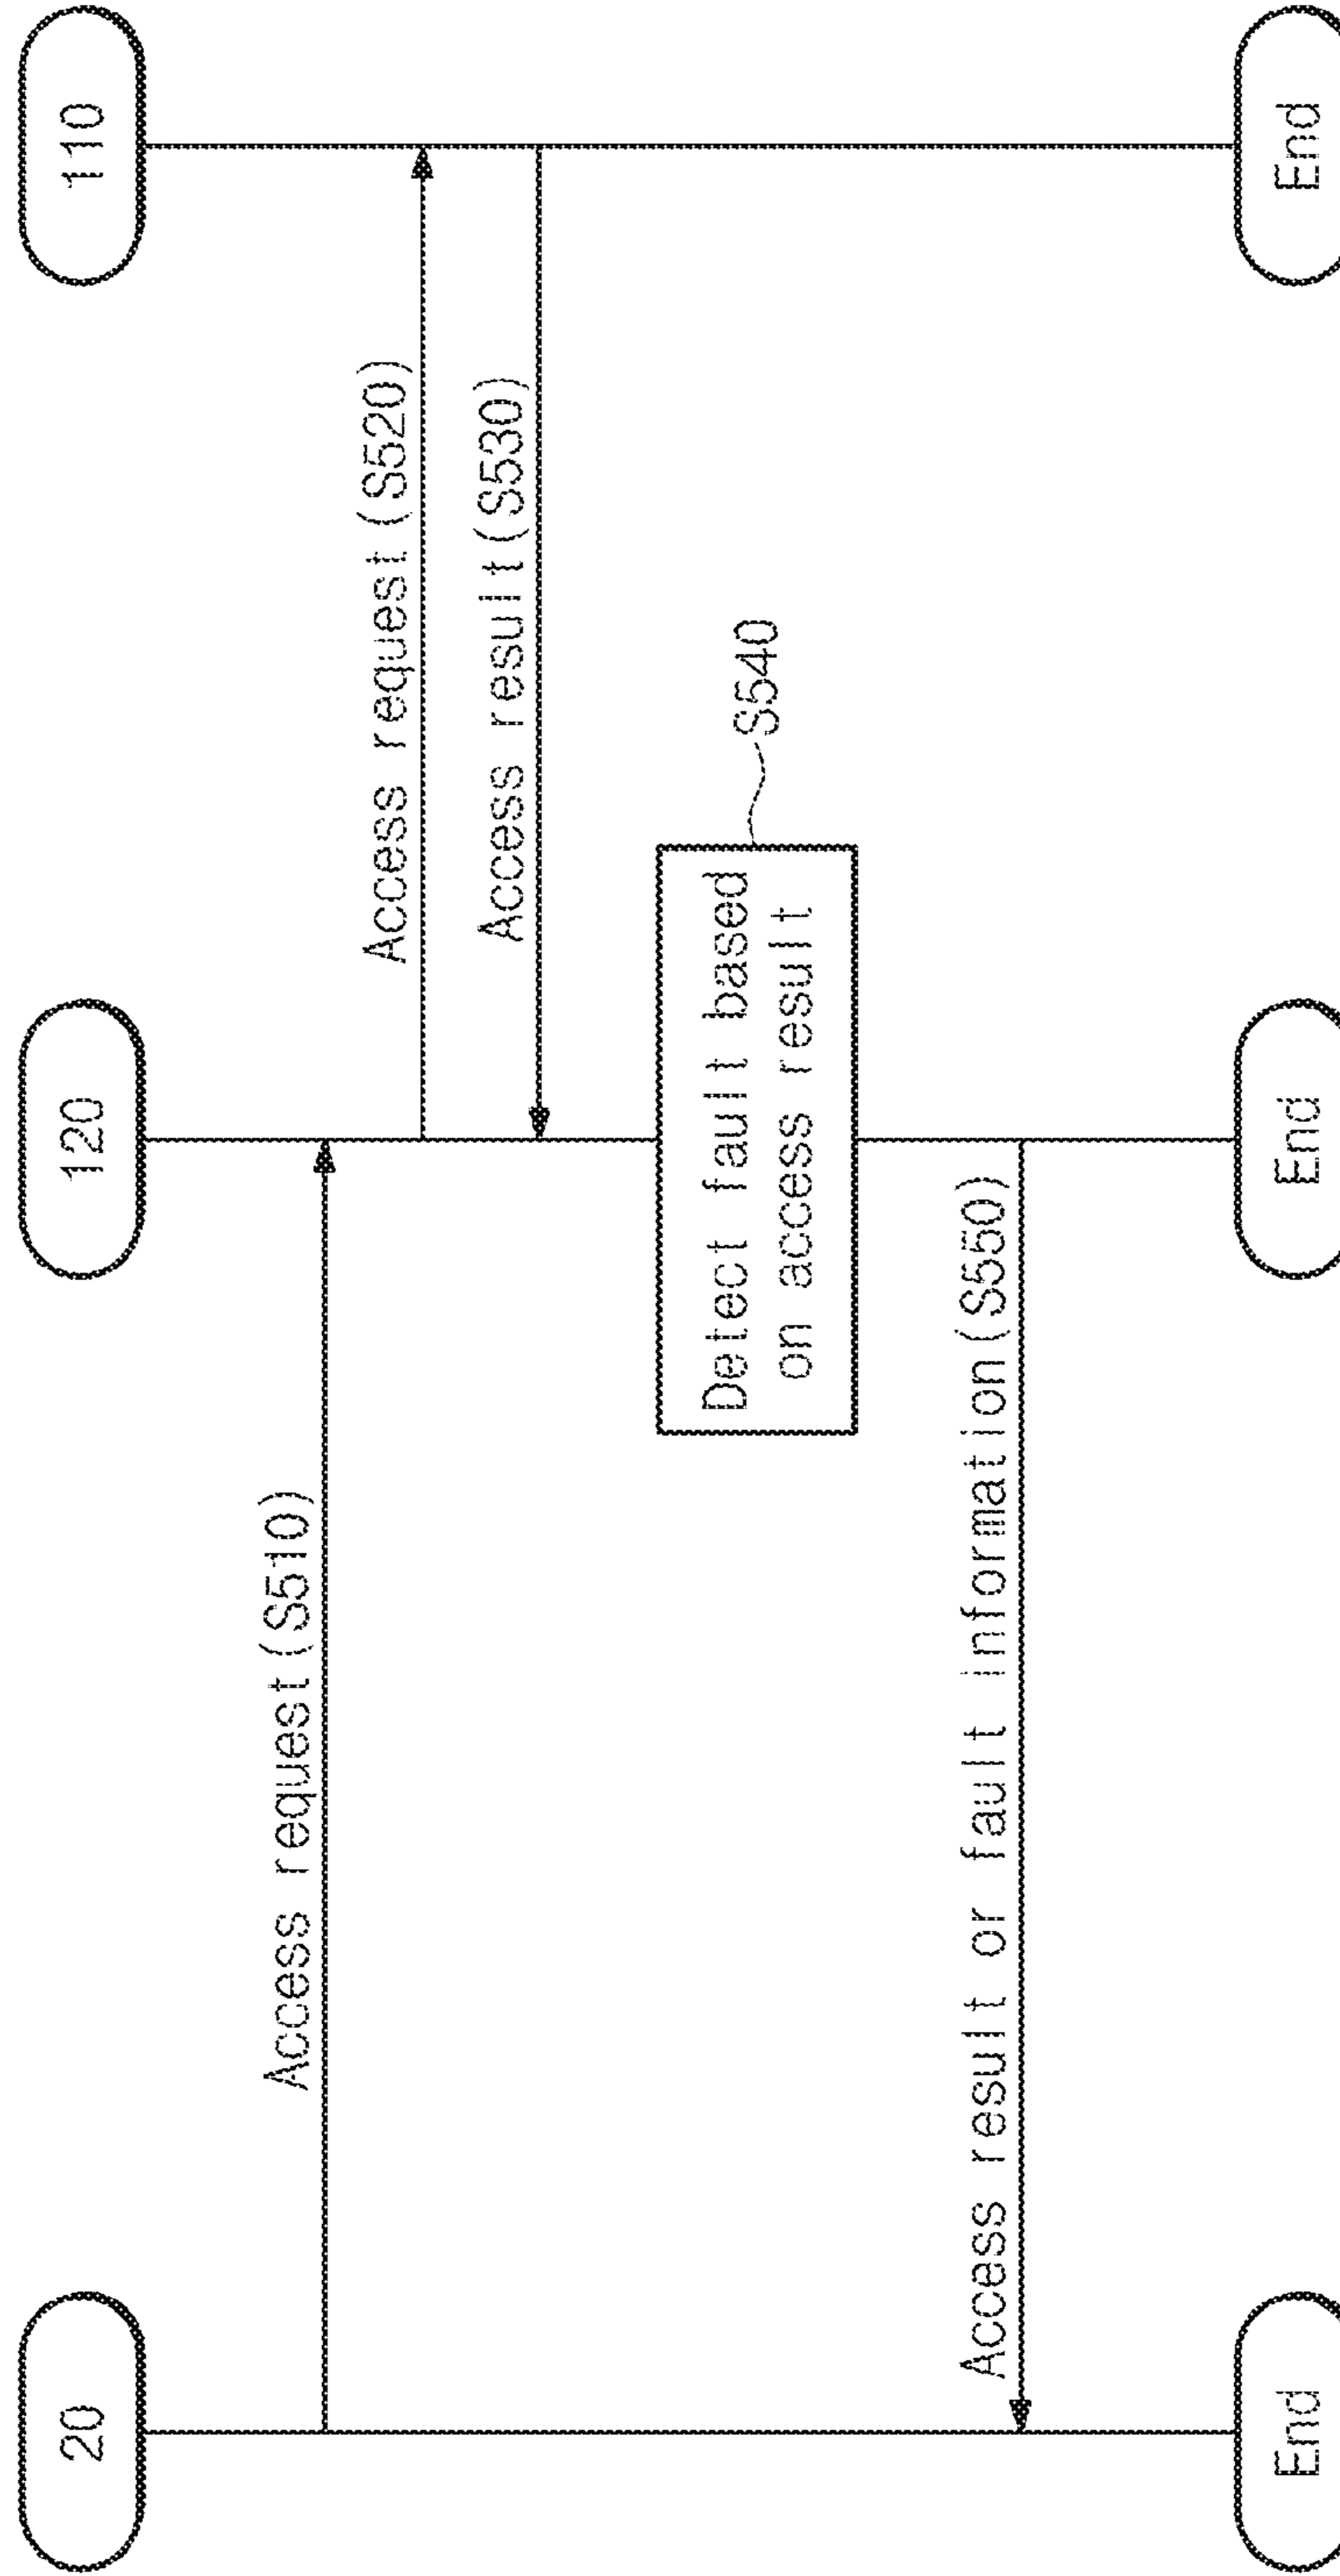 20
120
110
Access request(S510)
Access request(S520)
Access result(S530)
Detect fault based
on access result
S540
Access result or fault information(S550)
End
End
End